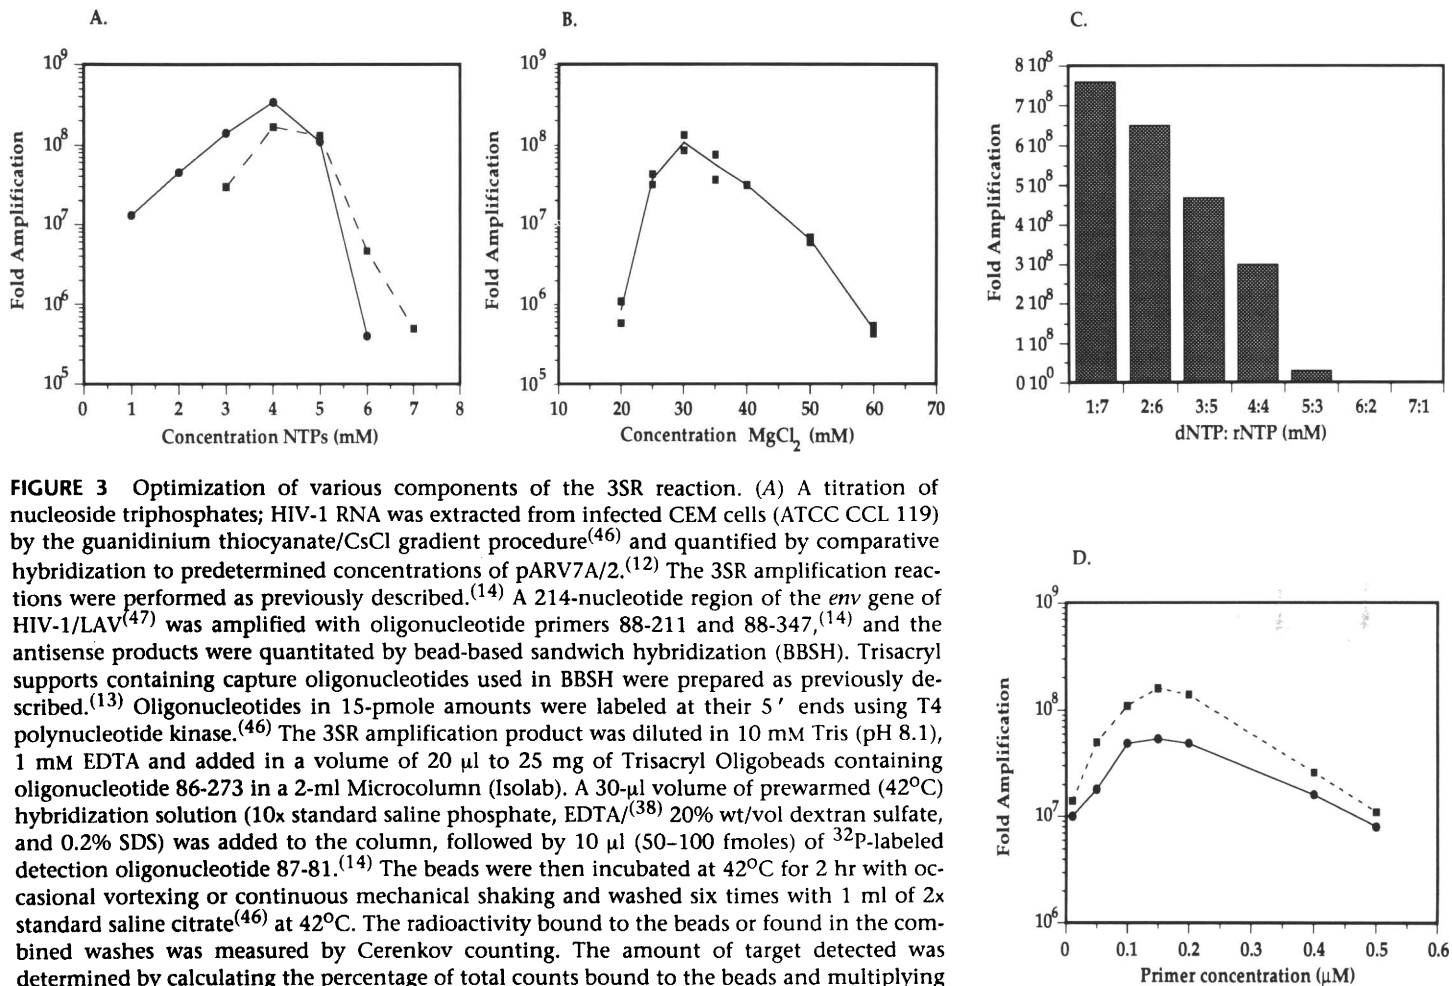 A.
10⁹
10⁸
10⁷
10⁶
10⁵
Fold Amplification
0 1 2 3 4 5 6 7 8
Concentration NTPs (mM)
B.
10⁹
10⁸
10⁷
10⁶
10⁵
Fold Amplification
10 20 30 40 50 60 70
Concentration MgCl₂ (mM)
C.
8 10⁸
7 10⁸
6 10⁸
5 10⁸
4 10⁸
3 10⁸
2 10⁸
1 10⁸
0 10⁰
Fold Amplification
1:7 2:6 3:5 4:4 5:3 6:2 7:1
dNTP: rNTP (mM)
FIGURE 3 Optimization of various components of the 3SR reaction. (A) A titration of
nucleoside triphosphates; HIV-1 RNA was extracted from infected CEM cells (ATCC CCL 119)
by the guanidinium thiocyanate/CsCl gradient procedure⁽⁴⁶⁾ and quantified by comparative
hybridization to predetermined concentrations of pARV7A/2.⁽¹²⁾ The 3SR amplification reac-
tions were performed as previously described.⁽¹⁴⁾ A 214-nucleotide region of the env gene of
HIV-1/LAV⁽⁴⁷⁾ was amplified with oligonucleotide primers 88-211 and 88-347,⁽¹⁴⁾ and the
antisense products were quantitated by bead-based sandwich hybridization (BBSH). Trisacryl
supports containing capture oligonucleotides used in BBSH were prepared as previously de-
scribed.⁽¹³⁾ Oligonucleotides in 15-pmole amounts were labeled at their 5′ ends using T4
polynucleotide kinase.⁽⁴⁶⁾ The 3SR amplification product was diluted in 10 mM Tris (pH 8.1),
1 mM EDTA and added in a volume of 20 μl to 25 mg of Trisacryl Oligobeads containing
oligonucleotide 86-273 in a 2-ml Microcolumn (Isolab). A 30-μl volume of prewarmed (42°C)
hybridization solution (10x standard saline phosphate, EDTA/⁽³⁸⁾ 20% wt/vol dextran sulfate,
and 0.2% SDS) was added to the column, followed by 10 μl (50–100 fmoles) of ³²P-labeled
detection oligonucleotide 87-81.⁽¹⁴⁾ The beads were then incubated at 42°C for 2 hr with oc-
casional vortexing or continuous mechanical shaking and washed six times with 1 ml of 2x
standard saline citrate⁽⁴⁶⁾ at 42°C. The radioactivity bound to the beads or found in the com-
bined washes was measured by Cerenkov counting. The amount of target detected was
determined by calculating the percentage of total counts bound to the beads and multiplying
D.
10⁹
10⁸
10⁷
10⁶
Fold Amplification
0 0.1 0.2 0.3 0.4 0.5 0.6
Primer concentration (μM)